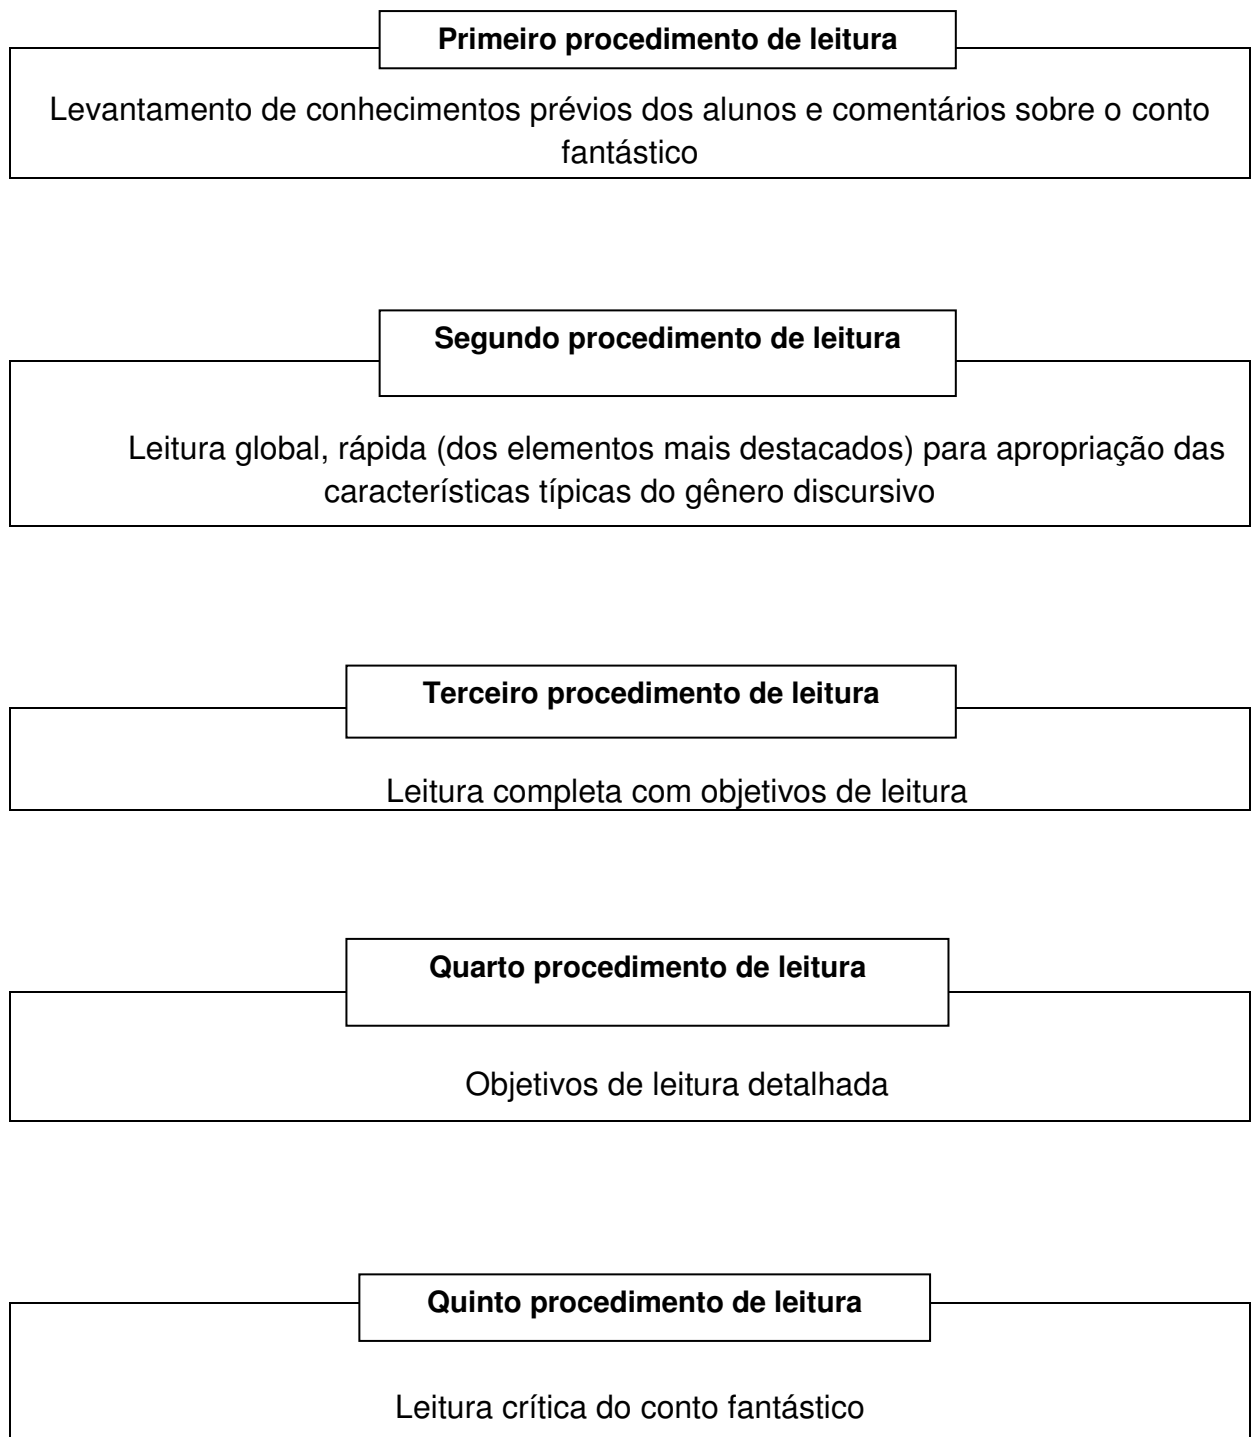 Primeiro procedimento de leitura
Levantamento de conhecimentos prévios dos alunos e comentários sobre o conto
fantástico
Segundo procedimento de leitura
Leitura global, rápida (dos elementos mais destacados) para apropriação das
características típicas do gênero discursivo
Terceiro procedimento de leitura
Leitura completa com objetivos de leitura
Quarto procedimento de leitura
Objetivos de leitura detalhada
Quinto procedimento de leitura
Leitura crítica do conto fantástico